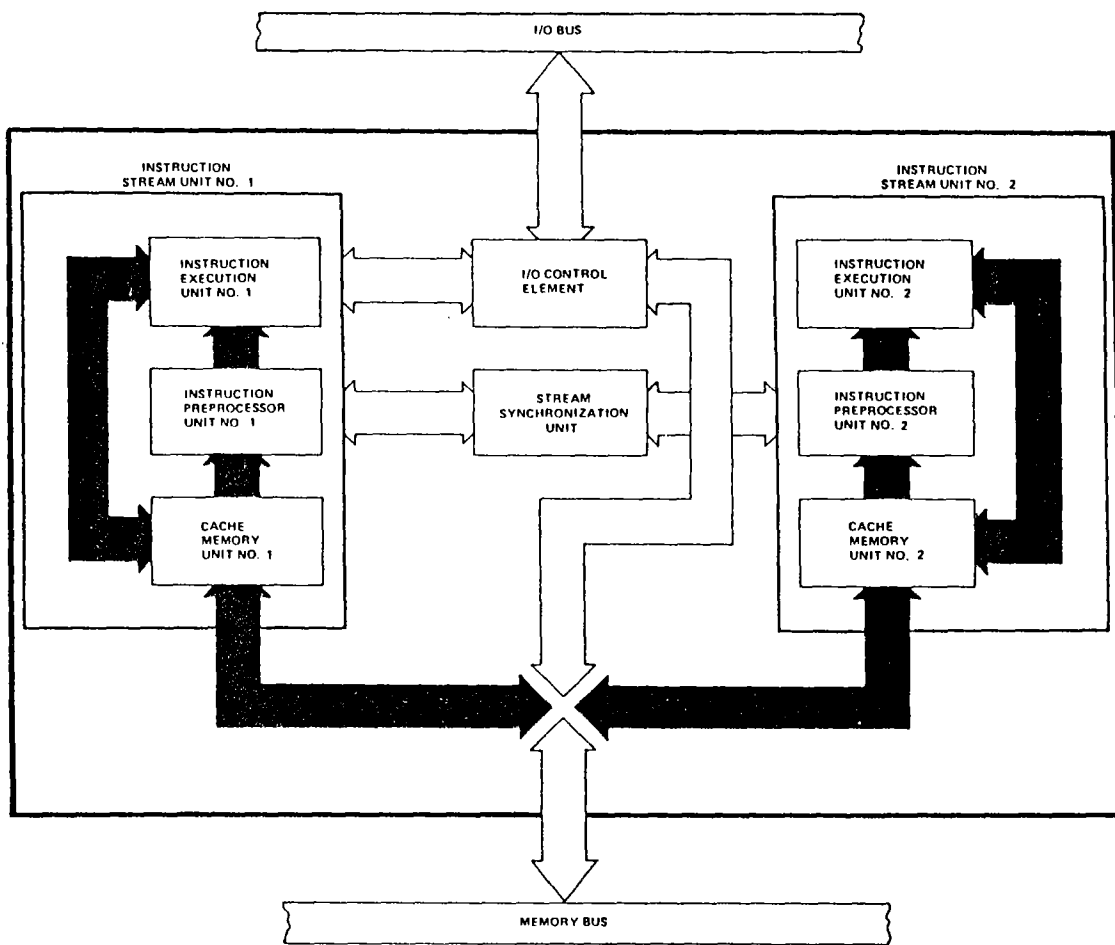 I/O BUS
INSTRUCTION
STREAM UNIT NO. 1
INSTRUCTION
STREAM UNIT NO. 2
INSTRUCTION
EXECUTION
UNIT NO. 1
I/O CONTROL
ELEMENT
INSTRUCTION
EXECUTION
UNIT NO. 2
INSTRUCTION
PREPROCESSOR
UNIT NO. 1
STREAM
SYNCHRONIZATION
UNIT
INSTRUCTION
PREPROCESSOR
UNIT NO. 2
CACHE
MEMORY
UNIT NO. 1
CACHE
MEMORY
UNIT NO. 2
MEMORY BUS